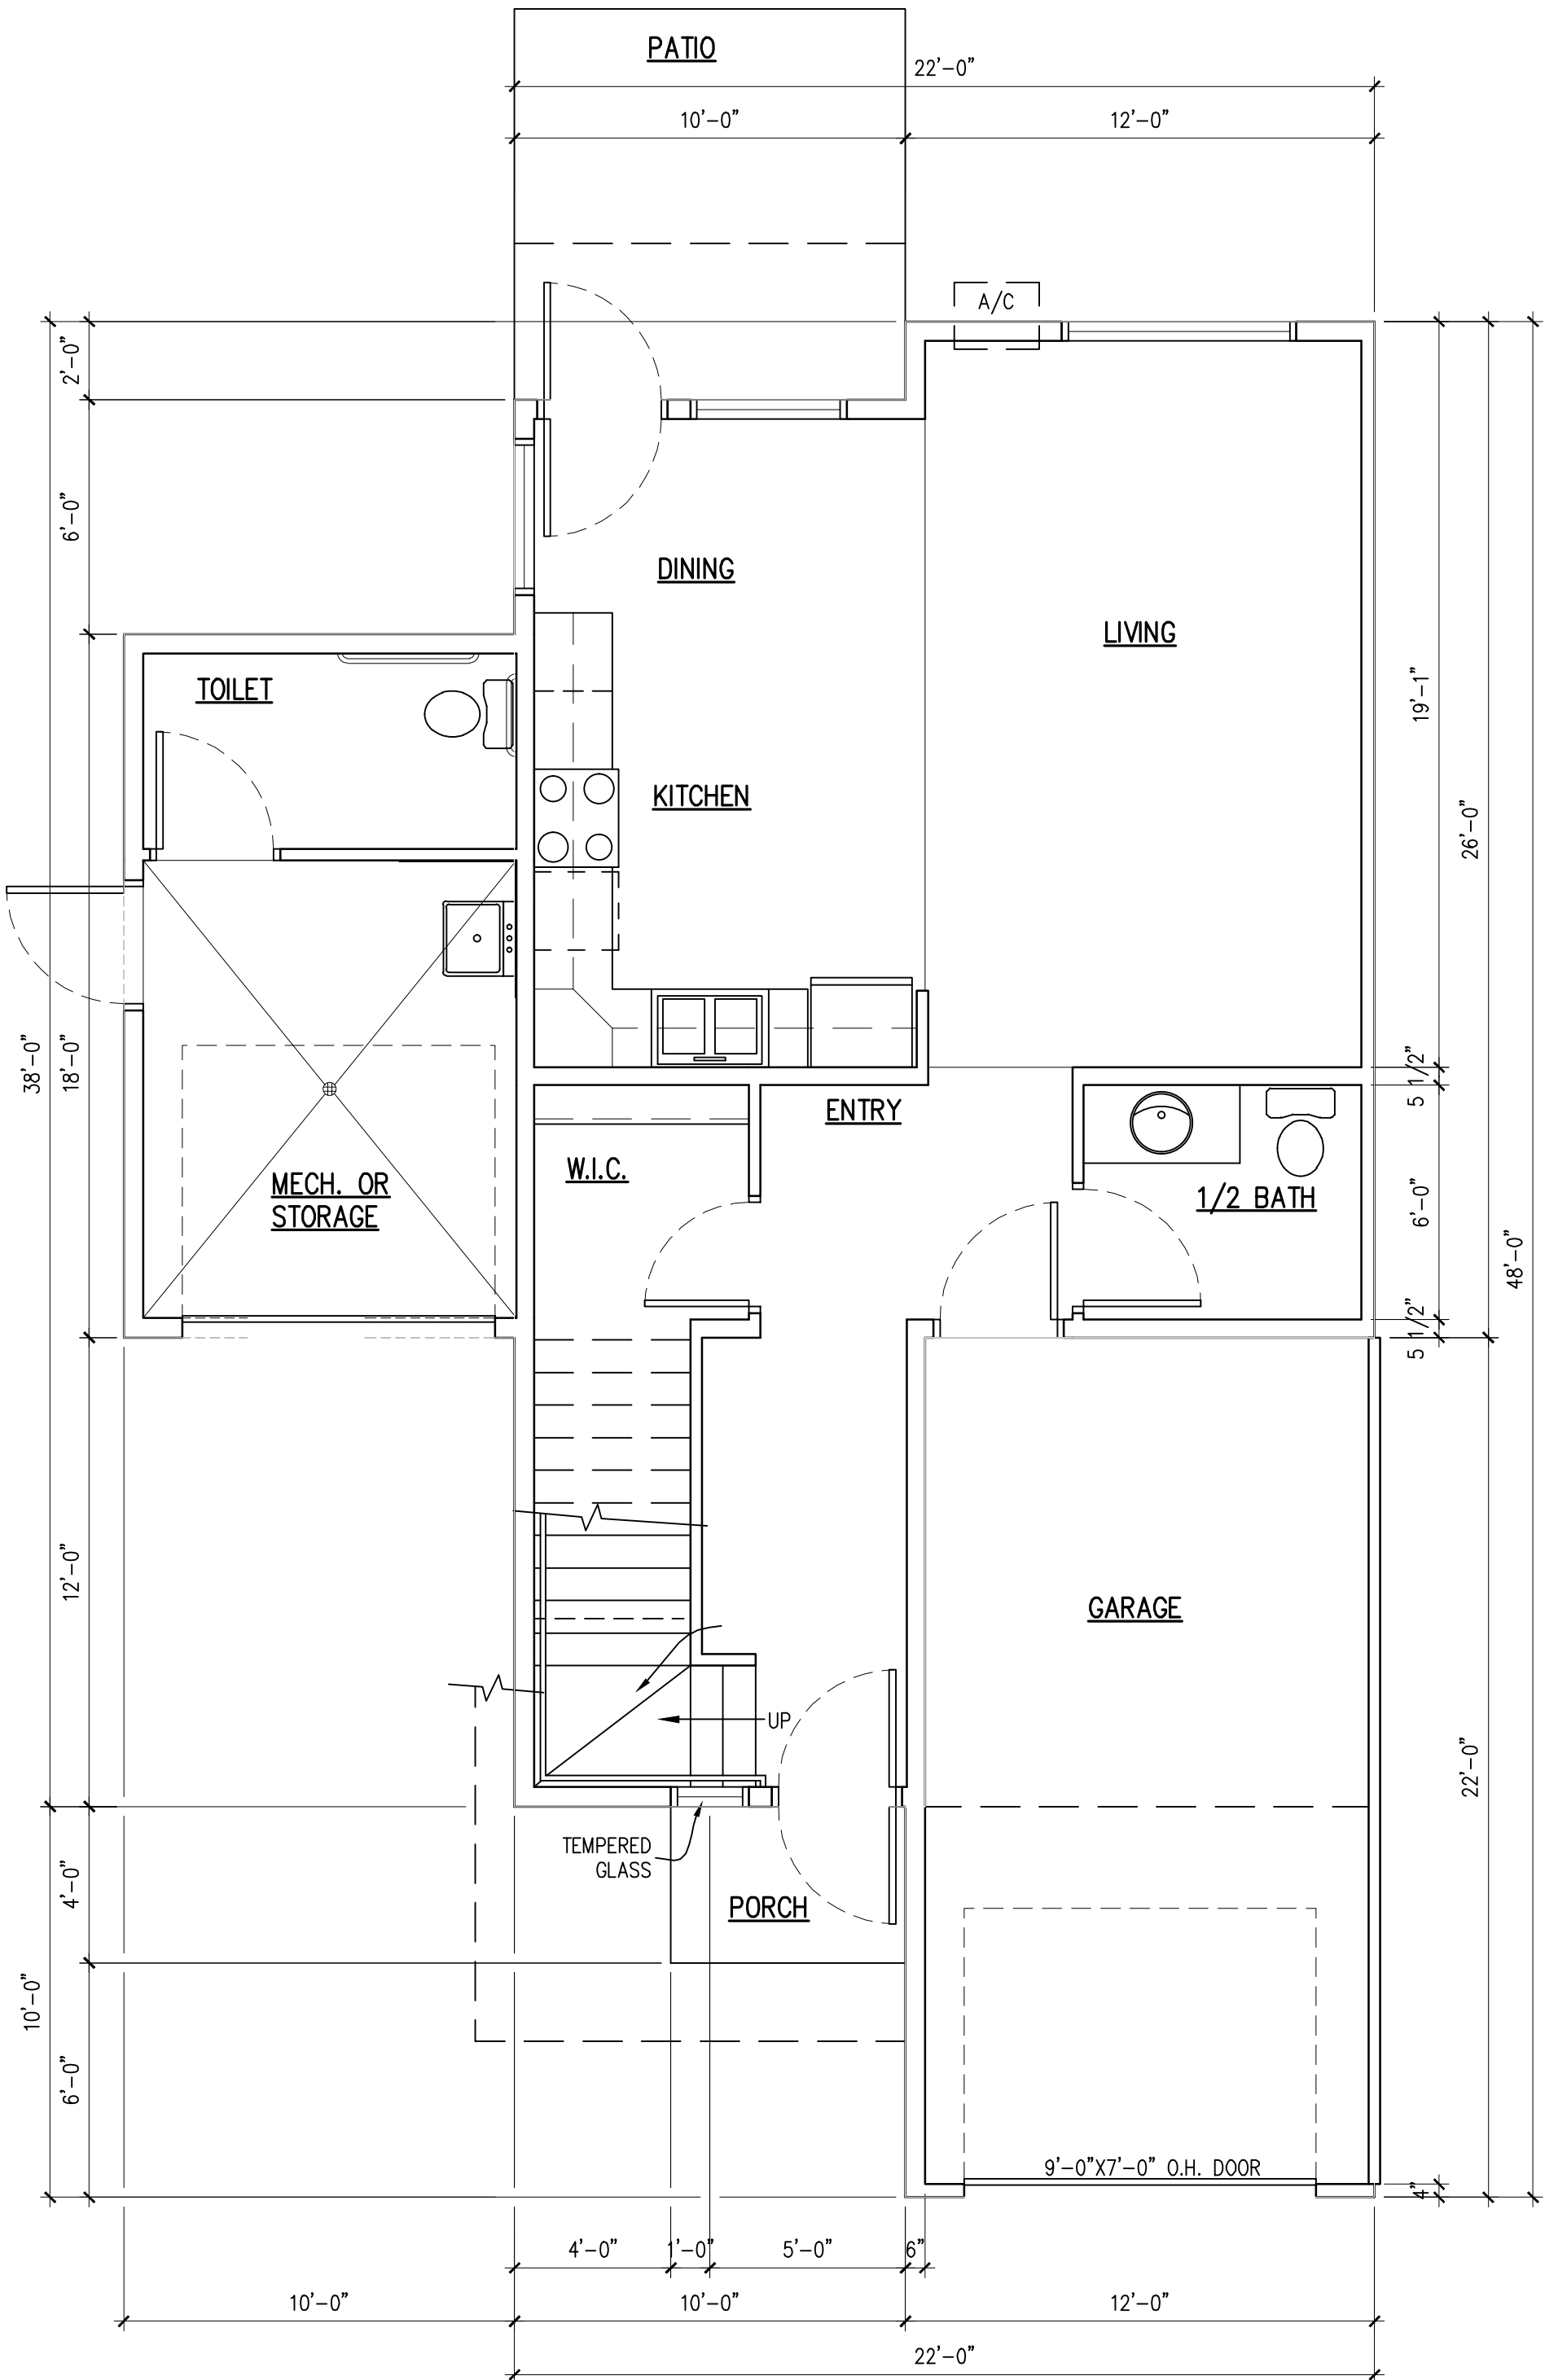 PATIO
22'-0"
10'-0"
12'-0"
A/C
2'-0"
6'-0"
DINING
LIVING
TOILET
19'-1"
KITCHEN
26'-0"
38'-0"
18'-0"
5 1/2"
ENTRY
W.I.C.
MECH. OR
STORAGE
1/2 BATH
6'-0"
48'-0"
5 1/2"
12'-0"
GARAGE
UP
22'-0"
TEMPERED
GLASS
4'-0"
PORCH
10'-0"
6'-0"
9'-0"X7'-0" O.H. DOOR
4"
4'-0"
1'-0"
5'-0"
6"
10'-0"
10'-0"
12'-0"
22'-0"